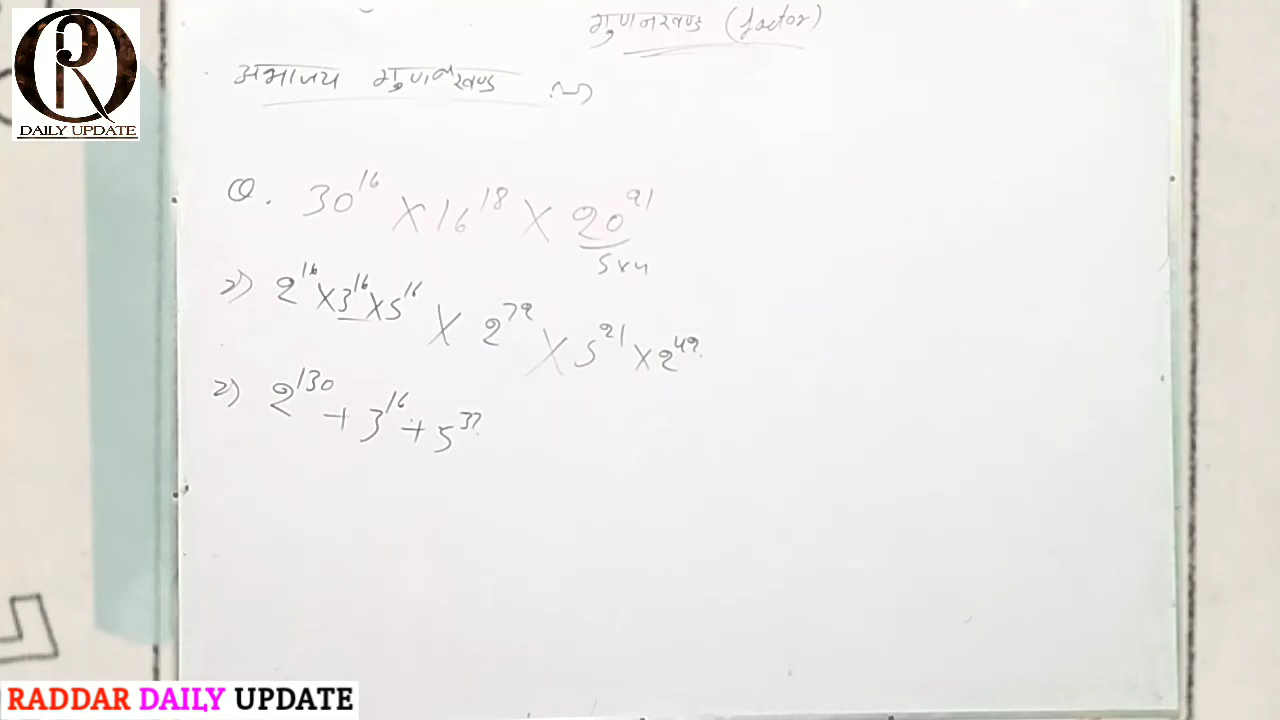 गुणनखण्ड (factor)
अभाज्य गुणनखण्ड
Q. 30^16 × 16^18 × 20^21
5×4
2^16 × 3^16 × 5^16 × 2^72 × 5^21 × 2^42
2^130 + 3^16 + 5^37
R
DAILY UPDATE
RADDAR DAILY UPDATE